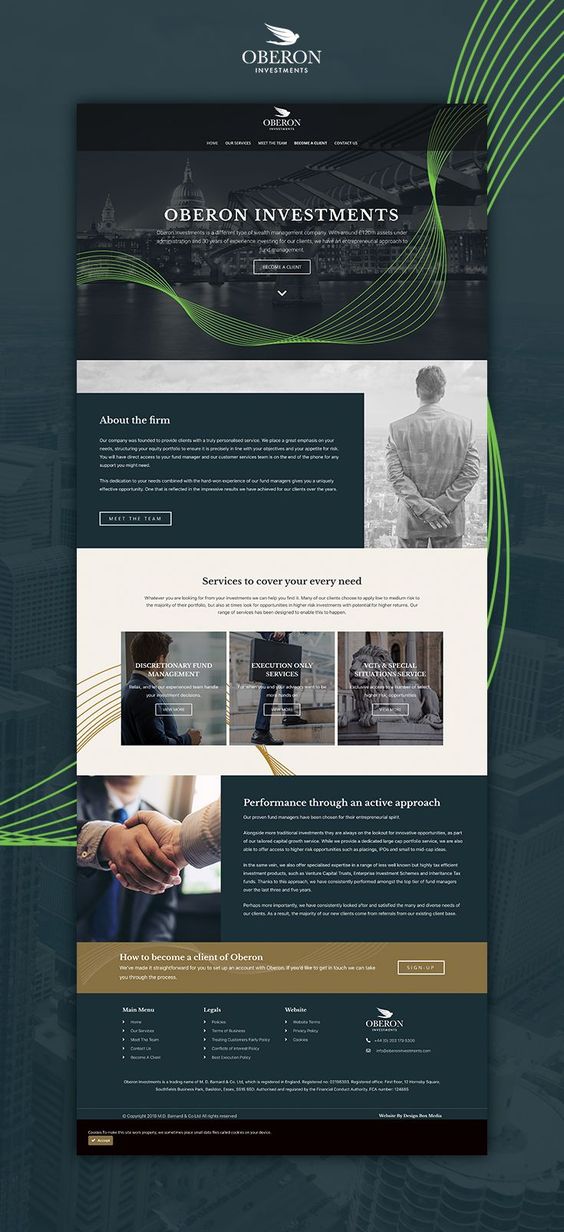 OBERON
INVESTMENTS
OBERON
INVESTMENTS
HOME OUR SERVICES MEET THE TEAM BECOME A CLIENT CONTACT US
OBERON INVESTMENTS
Oberon Investments is a different type of wealth management company. With around £120m assets under
administration and 30 years of experience investing for our clients, we have an entrepreneurial approach to
fund management.
BECOME A CLIENT
About the firm
Our company was founded to provide clients with a truly personalised service. We place a great emphasis on your
needs, structuring your equity portfolio to ensure it is precisely in line with your objectives and your appetite for risk.
You will have direct access to your fund manager and our customer services team is on the end of the phone for any
support you might need.
This dedication to your needs combined with the hard-won experience of our fund managers gives you a uniquely
effective opportunity. One that is reflected in the impressive results we have achieved for our clients over the years.
MEET THE TEAM
Services to cover your every need
Whatever you are looking for from your investments we can help you find it. Many of our clients choose to apply low to medium risk to
the majority of their portfolio, but also at times look for opportunities in higher risk investments with potential for higher returns. Our
range of services has been designed to enable this to happen.
DISCRETIONARY FUND
MANAGEMENT
Relax, and let our experienced team handle
your investment decisions.
VIEW MORE
EXECUTION ONLY
SERVICES
For when you and your advisors want to be
more hands on
VIEW MORE
VCTs & SPECIAL
SITUATIONS SERVICE
Exclusive access to a number of select,
higher risk opportunities
VIEW MORE
Performance through an active approach
Our proven fund managers have been chosen for their entrepreneurial spirit.
Alongside more traditional investments they are always on the lookout for innovative opportunities, as part
of our tailored capital growth service. While we provide a dedicated large cap portfolio service, we are also
able to offer access to higher risk opportunities such as placings, IPOs and small to mid-cap ideas.
In the same vein, we also offer specialised expertise in a range of less well known but highly tax efficient
investment products, such as Venture Capital Trusts, Enterprise Investment Schemes and Inheritance Tax
funds. Thanks to this approach, we have consistently performed amongst the top tier of fund managers
over the last three and five years.
Perhaps more importantly, we have consistently looked after and satisfied the many and diverse needs of
our clients. As a result, the majority of our new clients come from referrals from our existing client base.
How to become a client of Oberon
We've made it straightforward for you to set up an account with Oberon. If you'd like to get in touch we can take
you through the process.
SIGN-UP
Main Menu
Home
Our Services
Meet The Team
Contact Us
Become A Client
Legals
Policies
Terms of Business
Treating Customers Fairly Policy
Conflicts of Interest Policy
Best Execution Policy
Website
Website Terms
Privacy Policy
Cookies
OBERON
INVESTMENTS
+44 (0) 203 179 5300
info@oberoninvestments.com
Oberon Investments is a trading name of M. D. Barnard & Co. Ltd, which is registered in England. Registered no: 02198303. Registered office. First floor, 12 Hornsby Square,
Southfields Business Park, Basildon, Essex, SS15 6SD. Authorised and regulated by the Financial Conduct Authority. FCA number: 124885
© Copyright 2018 M.D. Barnard & Co Ltd All rights reserved
Website By Design Box Media
Cookies To make this site work properly, we sometimes place small data files called cookies on your device.
Accept